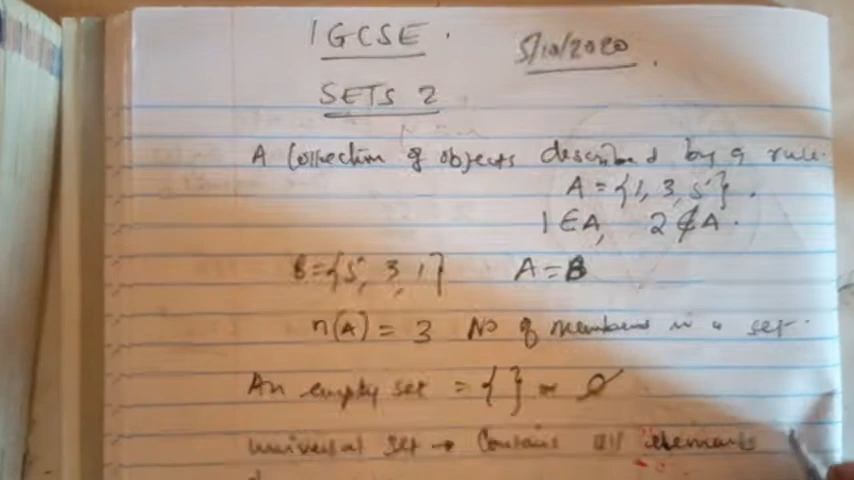 IGCSE.
5/10/2020.
SETS 2
A Collection of objects described by a rule.
A = {1, 3, 5}.
1 ∈ A, 2 ∉ A.
B = {5, 3, 1} A = B
n(A) = 3 No of members in a set.
An empty set = { } = ∅
universal set → Contains all elements